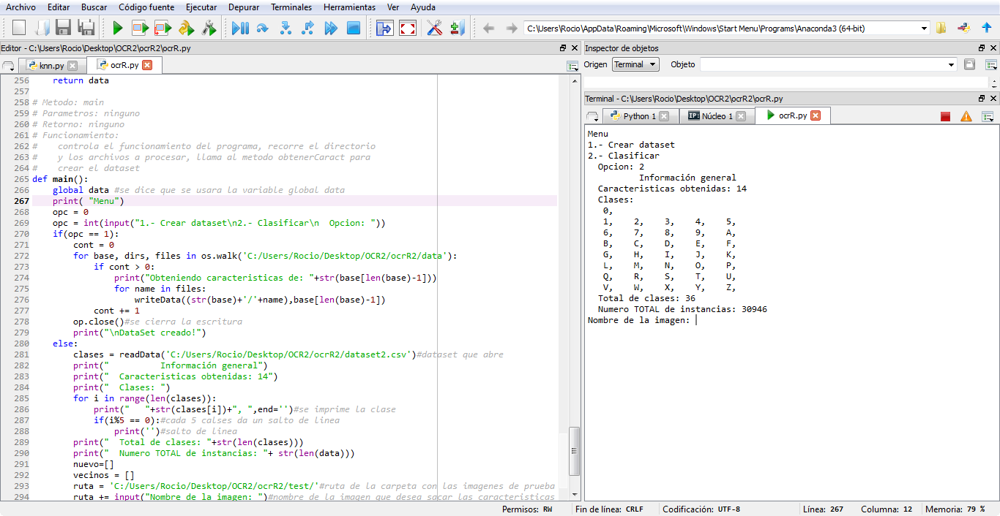 Archivo Editar Buscar Código fuente Ejecutar Depurar Terminales Herramientas Ver Ayuda
C:\Users\Rocio\AppData\Roaming\Microsoft\Windows\Start Menu\Programs\Anaconda3 (64-bit)
Editor - C:\Users\Rocio\Desktop\OCR2\ocrR2\ocrR.py
knn.py ocrR.py
256     return data
257
258 # Metodo: main
259 # Parametros: ninguno
260 # Retorno: ninguno
261 # Funcionamiento:
262 #    controla el funcionamiento del programa, recorre el directorio
263 #    y los archivos a procesar, llama al metodo obtenerCaract para
264 #    crear el dataset
265 def main():
266     global data #se dice que se usara la variable global data
267     print( "Menu")
268     opc = 0
269     opc = int(input("1.- Crear dataset\n2.- Clasificar\n  Opcion: "))
270     if(opc == 1):
271         cont = 0
272         for base, dirs, files in os.walk('C:/Users/Rocio/Desktop/OCR2/ocrR2/data'):
273             if cont > 0:
274                 print("Obteniendo caracteristicas de: "+str(base[len(base)-1]))
275                 for name in files:
276                     writeData((str(base)+'/'+name),base[len(base)-1])
277             cont += 1
278         op.close()#se cierra la escritura
279         print("\nDataSet creado!")
280     else:
281         clases = readData('C:/Users/Rocio/Desktop/OCR2/ocrR2/dataset2.csv')#dataset que abre
282         print("          Información general")
283         print("  Caracteristicas obtenidas: 14")
284         print("  Clases: ")
285         for i in range(len(clases)):
286             print("   "+str(clases[i])+", ",end='')#se imprime la clase
287             if(i%5 == 0):#cada 5 calses da un salto de linea
288                 print('')#salto de linea
289         print("  Total de clases: "+str(len(clases)))
290         print("  Numero TOTAL de instancias: "+ str(len(data)))
291         nuevo=[]
292         vecinos = []
293         ruta = 'C:/Users/Rocio/Desktop/OCR2/ocrR2/test/'#ruta de la carpeta con las imagenes de prueba
294         ruta += input("Nombre de la imagen: ")#nombre de la imagen que desea sacar las caracteristicas
Inspector de objetos
Origen Terminal Objeto
Terminal - C:\Users\Rocio\Desktop\OCR2\ocrR2\ocrR.py
Python 1 IP: Núcleo 1 ocrR.py
Menu
1.- Crear dataset
2.- Clasificar
  Opcion: 2
          Información general
  Caracteristicas obtenidas: 14
  Clases:
   0,
   1,    2,    3,    4,    5,
   6,    7,    8,    9,    A,
   B,    C,    D,    E,    F,
   G,    H,    I,    J,    K,
   L,    M,    N,    O,    P,
   Q,    R,    S,    T,    U,
   V,    W,    X,    Y,    Z,
  Total de clases: 36
  Numero TOTAL de instancias: 30946
Nombre de la imagen:
Permisos: RW Fin de línea: CRLF Codificación: UTF-8 Línea: 267 Columna: 12 Memoria: 79 %